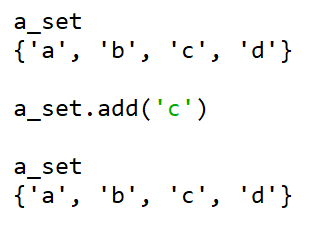 a_set
{'a', 'b', 'c', 'd'}
a_set.add('c')
a_set
{'a', 'b', 'c', 'd'}